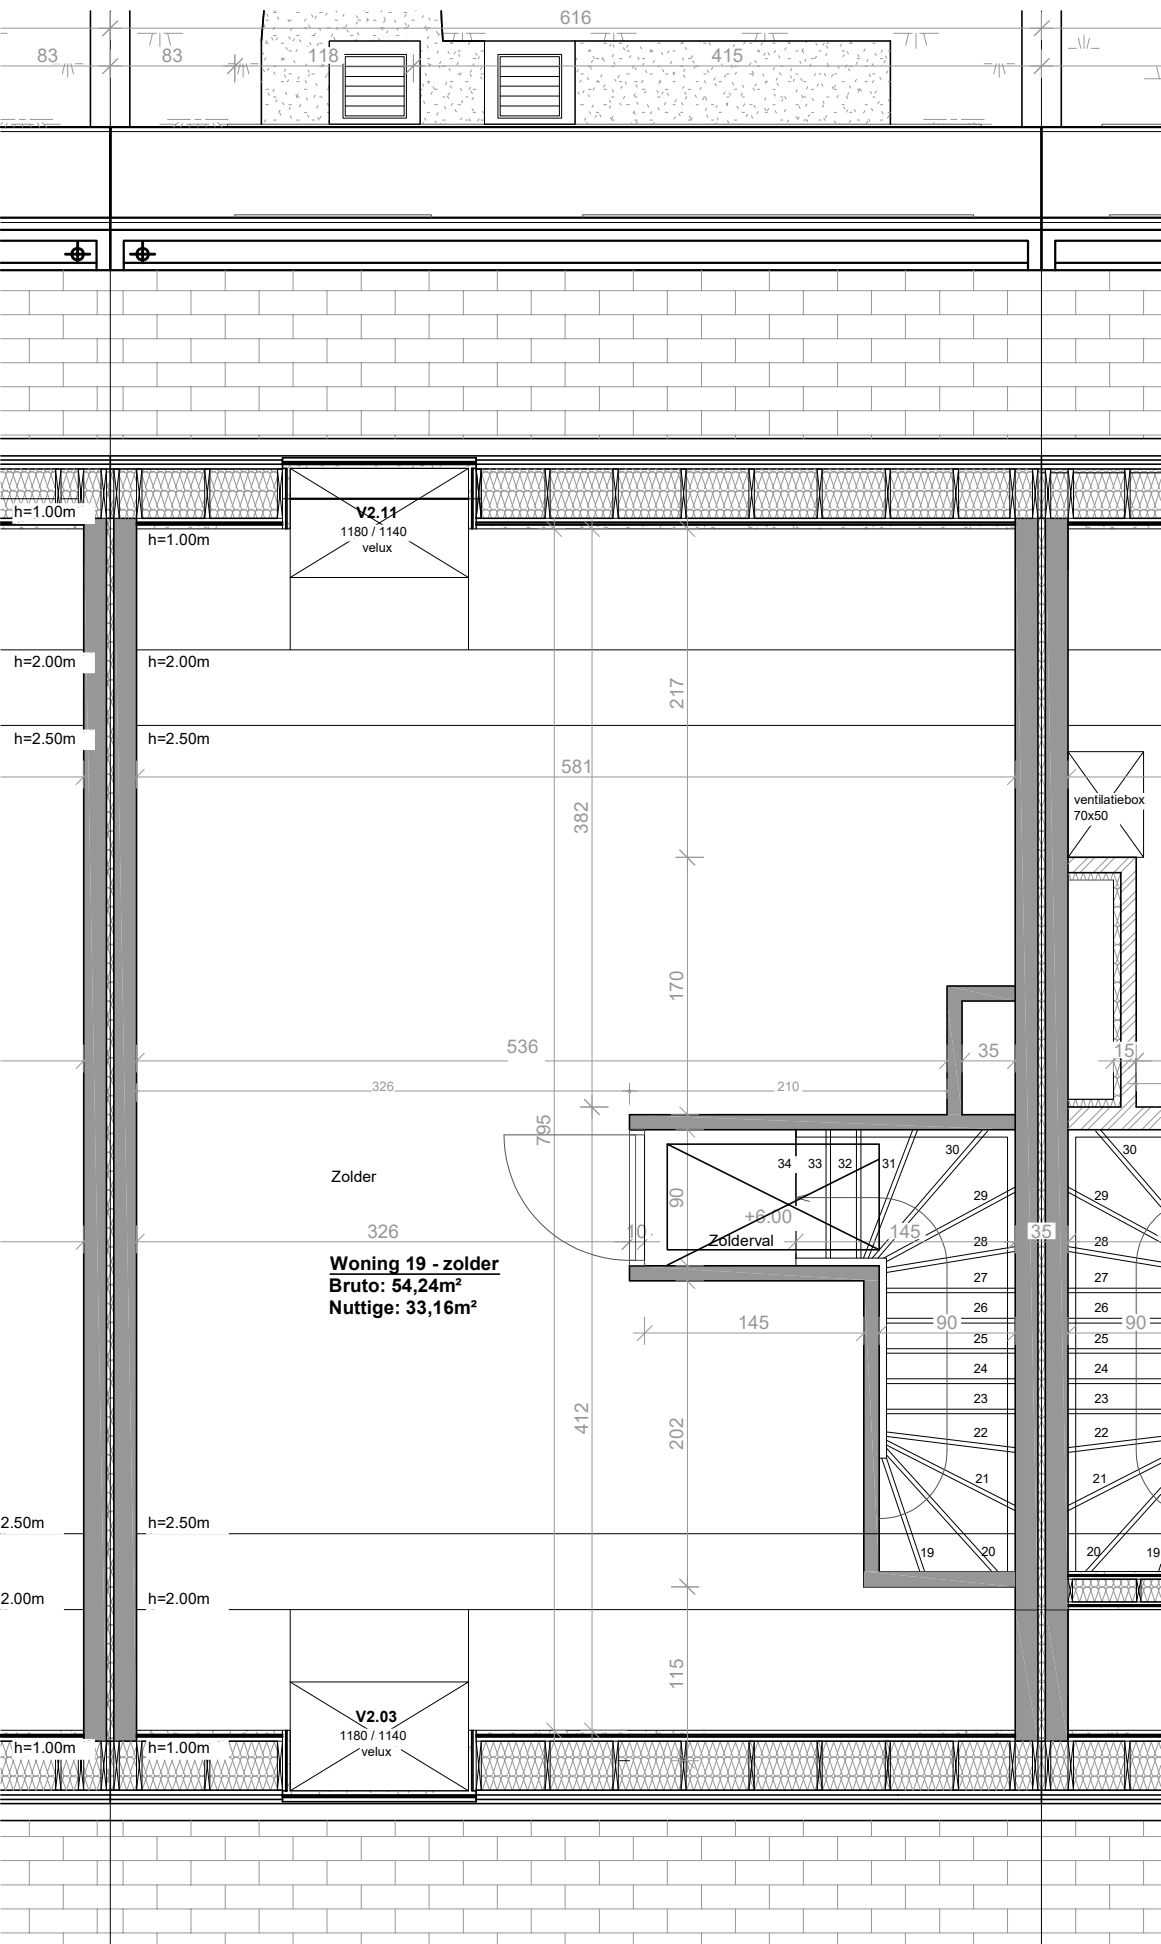 616
83
83
118
415
V2.11
1180 / 1140
velux
h=1.00m
h=1.00m
h=2.00m
h=2.00m
217
h=2.50m
h=2.50m
581
382
ventilatiebox
70x50
170
536
35
15
326
210
795
30
30
34
33
32
31
Zolder
90
29
29
+6.00
326
10
Zolderval
145
28
35
28
Woning 19 - zolder
Bruto: 54,24m²
Nuttige: 33,16m²
27
27
26
26
145
90
90
25
25
24
24
23
23
412
202
22
22
21
21
2.50m
h=2.50m
19
20
20
19
2.00m
h=2.00m
115
V2.03
1180 / 1140
velux
h=1.00m
h=1.00m